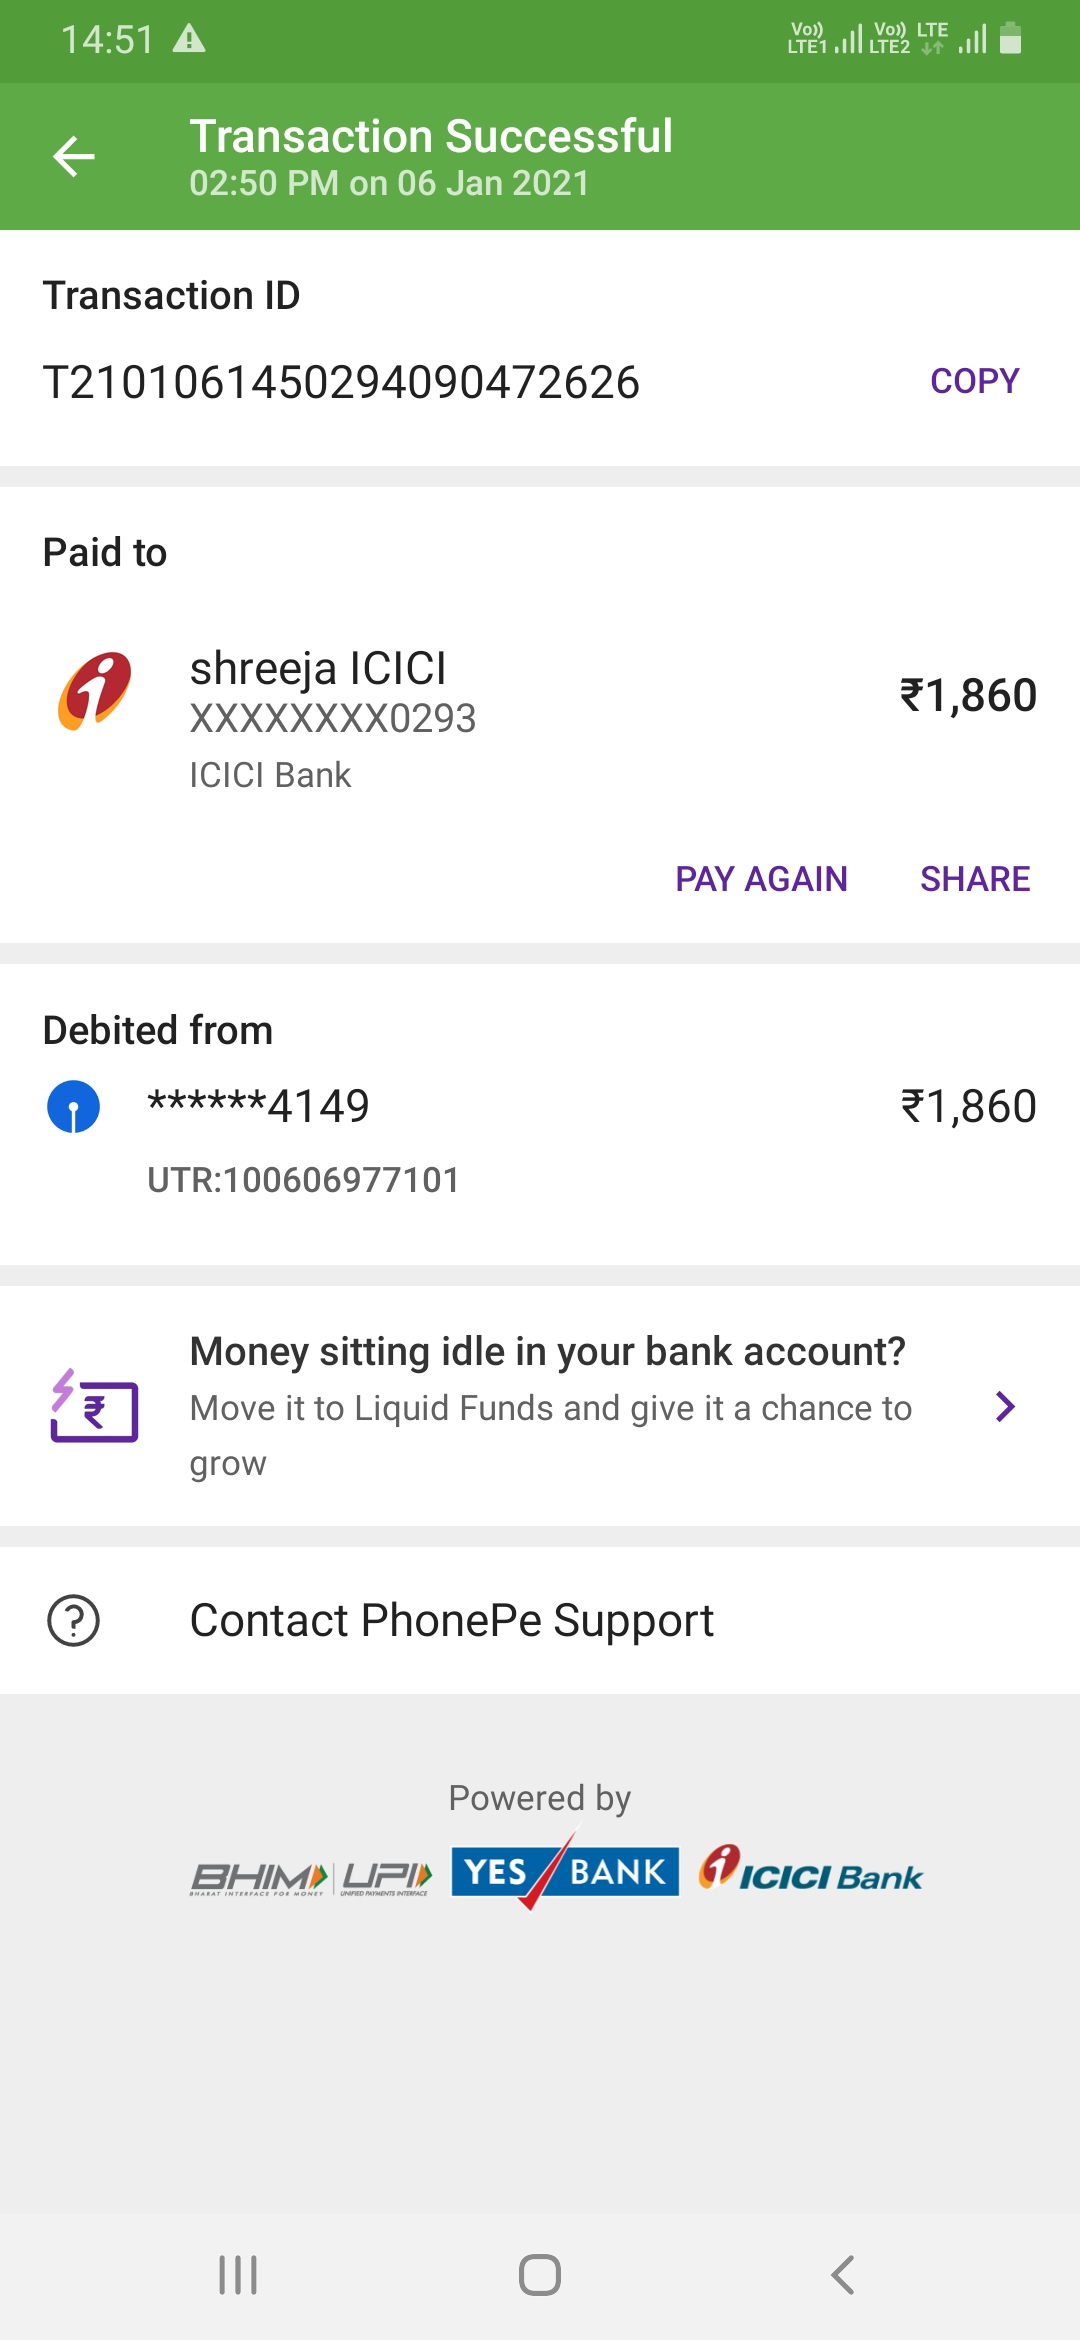 14:51
Vo)) LTE1 Vo)) LTE2 LTE
Transaction Successful
02:50 PM on 06 Jan 2021
Transaction ID
T2101061450294090472626
COPY
Paid to
shreeja ICICI
XXXXXXXX0293
₹1,860
ICICI Bank
PAY AGAIN
SHARE
Debited from
******4149
₹1,860
UTR:100606977101
Money sitting idle in your bank account?
Move it to Liquid Funds and give it a chance to
grow
Contact PhonePe Support
Powered by
BHIM UPI YES BANK ICICI Bank
BHARAT INTERFACE FOR MONEY UNIFIED PAYMENTS INTERFACE